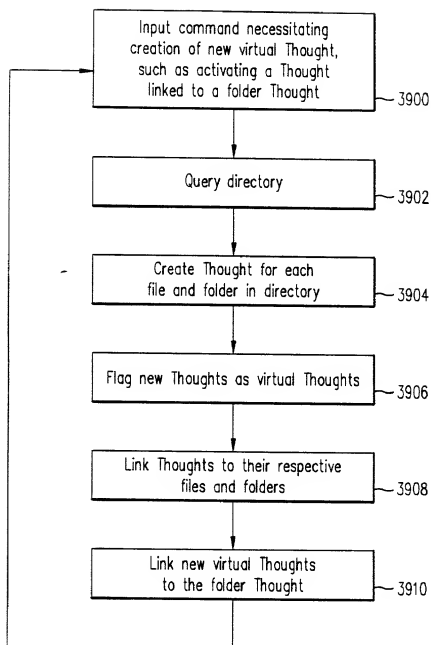 Input command necessitating
creation of new virtual Thought,
such as activating a Thought
linked to a folder Thought
3900
Query directory
3902
Create Thought for each
file and folder in directory
3904
Flag new Thoughts as virtual Thoughts
3906
Link Thoughts to their respective
files and folders
3908
Link new virtual Thoughts
to the folder Thought
3910